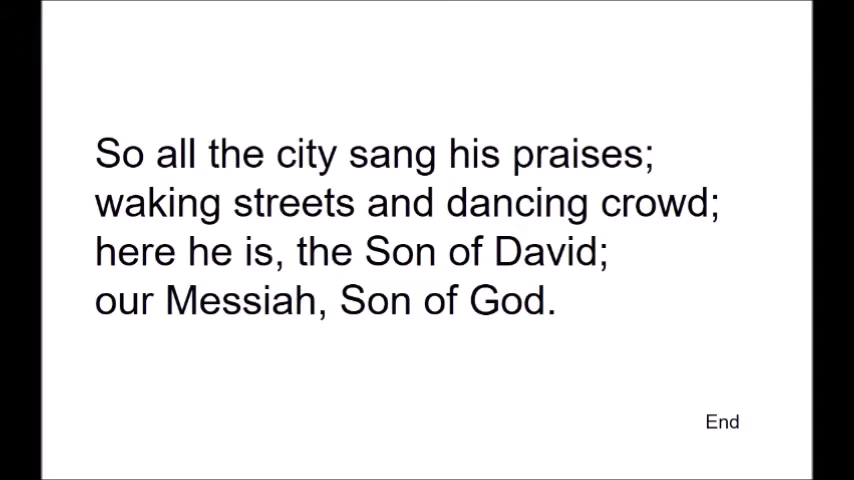 So all the city sang his praises;
waking streets and dancing crowd;
here he is, the Son of David;
our Messiah, Son of God.
End